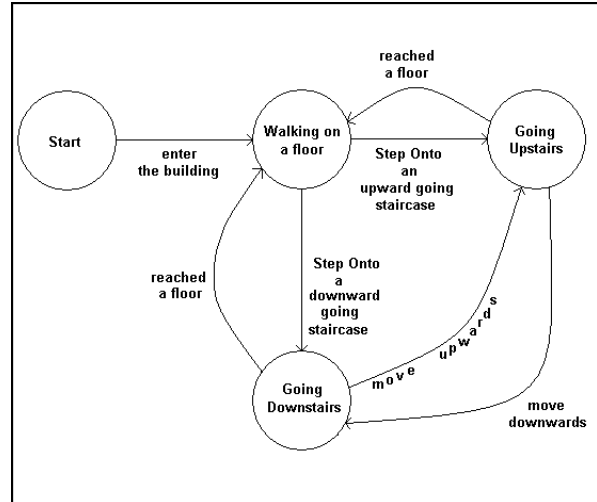 reached
a floor
Start
Walking on
a floor
Going
Upstairs
enter
the building
Step Onto
an
upward going
staircase
reached
a floor
Step Onto
a
downward
going
staircase
move upwards
Going
Downstairs
move
downwards